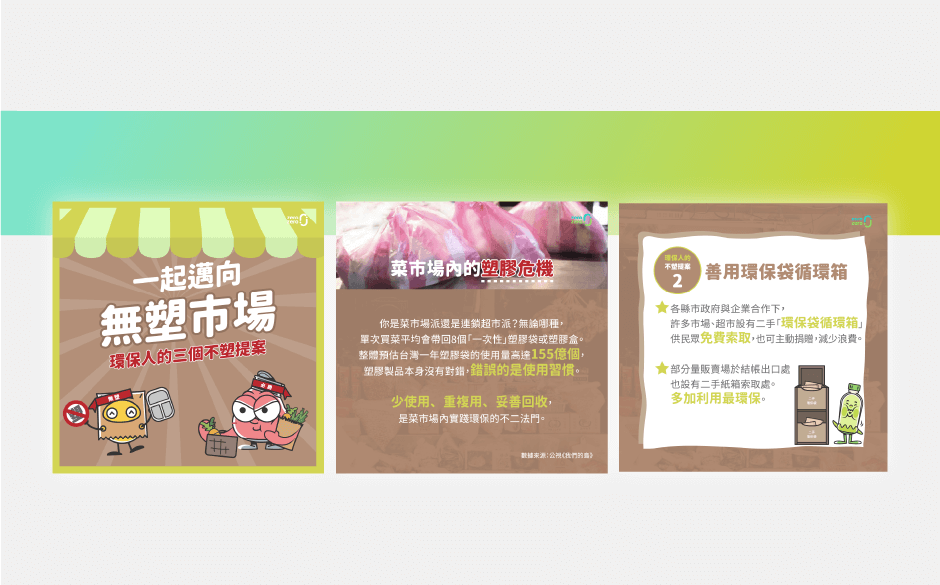 一起邁向
無塑市場
環保人的三個不塑提案
無塑
必勝
菜市場內的塑膠危機
你是菜市場派還是連鎖超市派？無論哪種，
單次買菜平均會帶回8個「一次性」塑膠袋或塑膠盒。
整體預估台灣一年塑膠袋的使用量高達155億個，
塑膠製品本身沒有對錯，錯誤的是使用習慣。
少使用、重複用、妥善回收，
是菜市場內實踐環保的不二法門。
數據來源：公視《我們的島》
環保人的
不塑提案
2
善用環保袋循環箱
各縣市政府與企業合作下，
許多市場、超市設有二手「環保袋循環箱」
供民眾免費索取，也可主動捐贈，減少浪費。
部分量販賣場於結帳出口處
也設有二手紙箱索取處。
多加利用最環保。